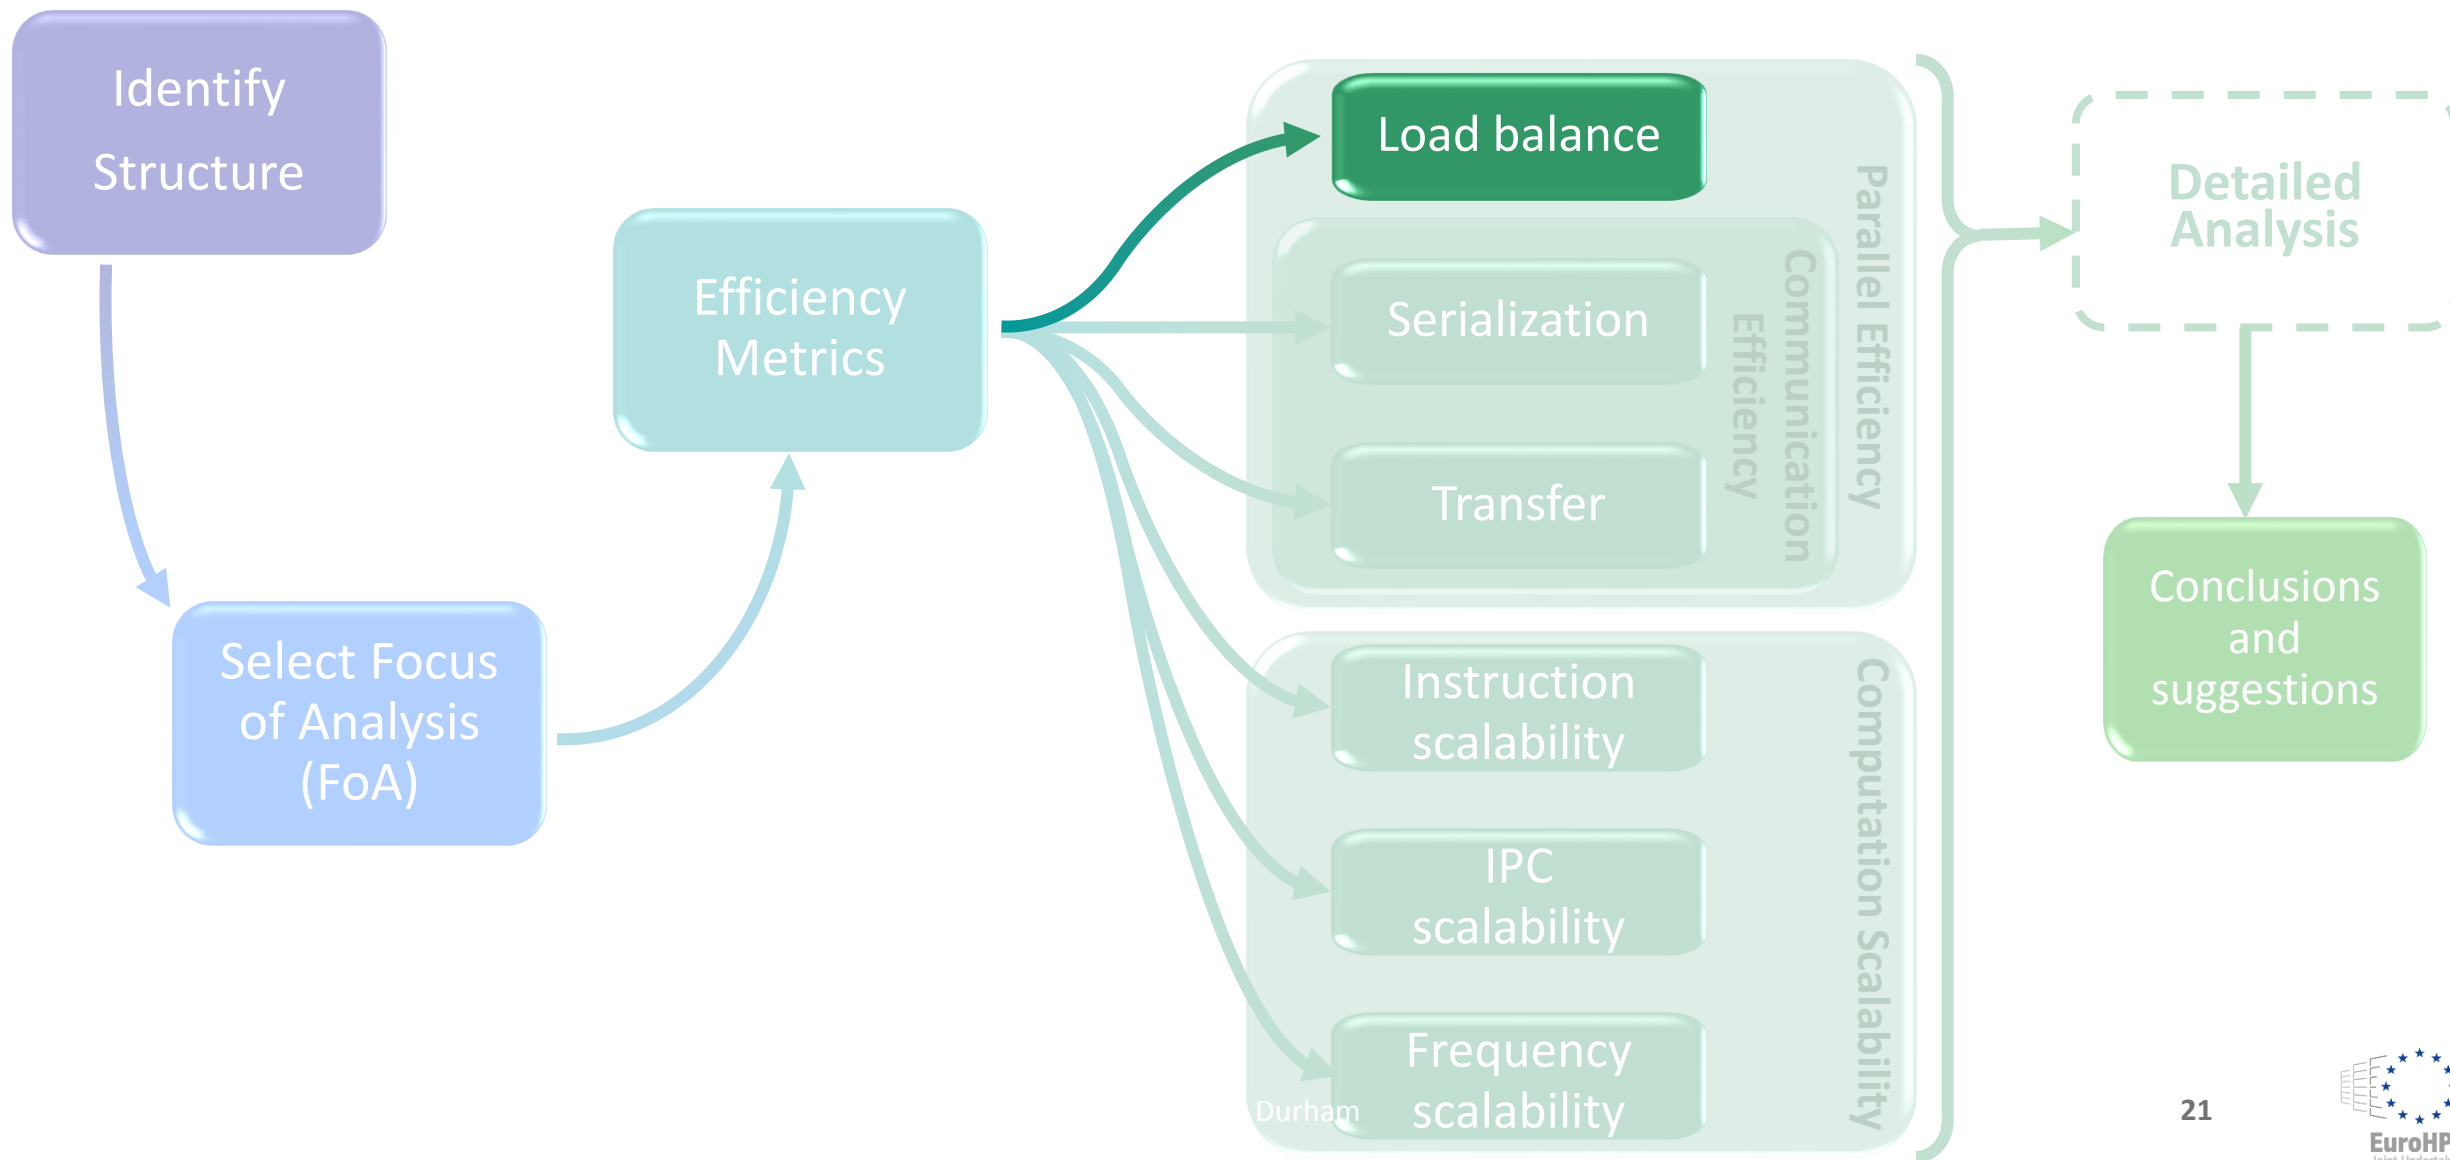 Identify
Structure
Select Focus
of Analysis
(FoA)
Efficiency
Metrics
Load balance
Serialization
Transfer
Communication
Efficiency
Parallel Efficiency
Instruction
scalability
IPC
scalability
Frequency
scalability
Computation Scalability
Durham
Detailed
Analysis
Conclusions
and
suggestions
21
EuroHP